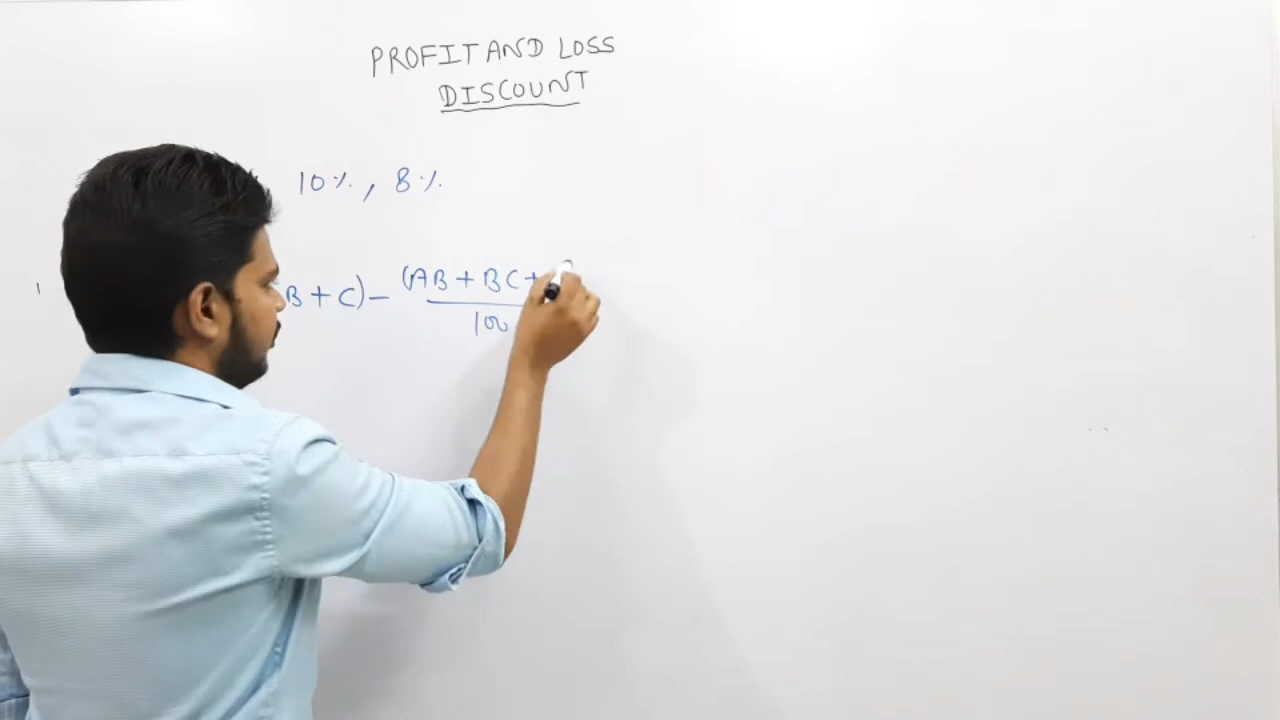 PROFIT AND LOSS
DISCOUNT
10%, 8%
B + C) - (AB + BC +
100